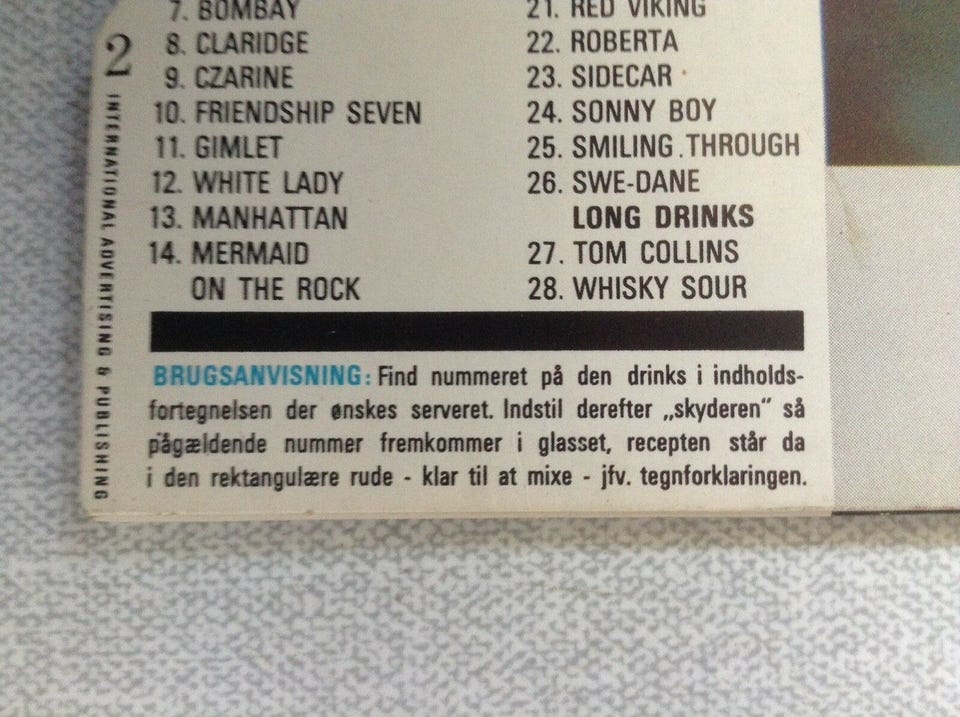 7. BOMBAY
8. CLARIDGE
9. CZARINE
10. FRIENDSHIP SEVEN
11. GIMLET
12. WHITE LADY
13. MANHATTAN
14. MERMAID
ON THE ROCK
21. RED VIKING
22. ROBERTA
23. SIDECAR
24. SONNY BOY
25. SMILING THROUGH
26. SWE-DANE
LONG DRINKS
27. TOM COLLINS
28. WHISKY SOUR
BRUGSANVISNING: Find nummeret på den drinks i indholds-
fortegnelsen der ønskes serveret. Indstil derefter „skyderen" så
pågældende nummer fremkommer i glasset, recepten står da
i den rektangulære rude - klar til at mixe - jfv. tegnforklaringen.
2
INTERNATIONAL ADVERTISING & PUBLISHING